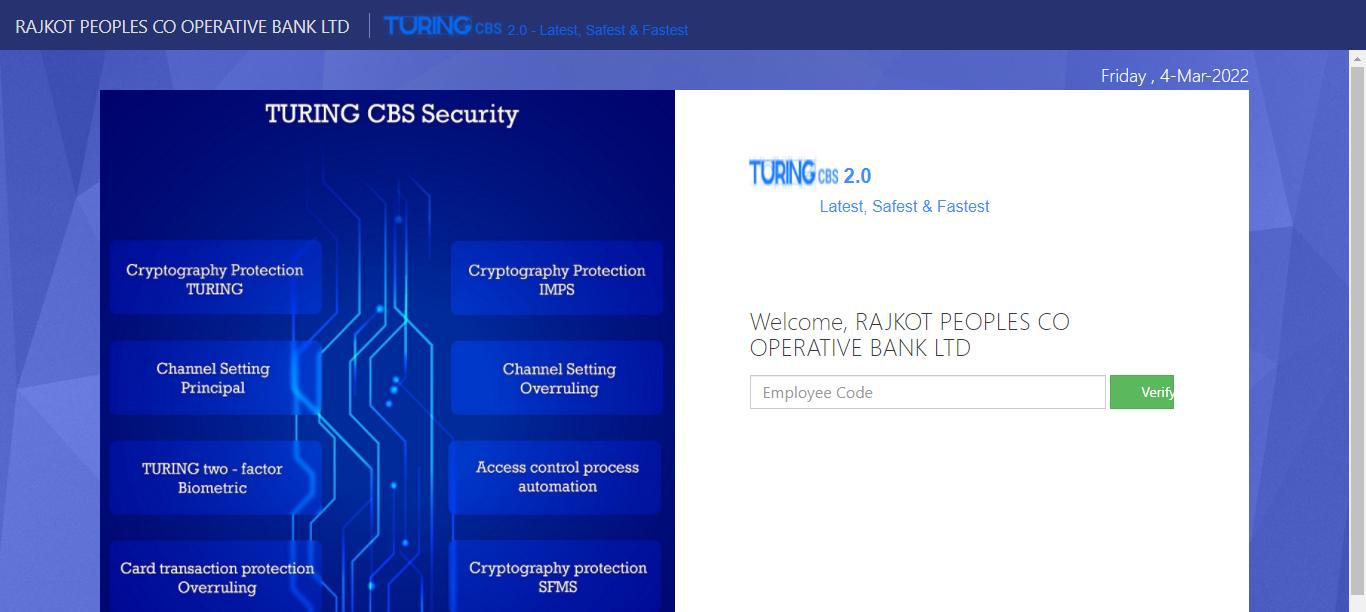 RAJKOT PEOPLES CO OPERATIVE BANK LTD TURING CBS 2.0 - Latest, Safest & Fastest
Friday , 4-Mar-2022
TURING CBS Security
Cryptography Protection
TURING
Cryptography Protection
IMPS
Channel Setting
Principal
Channel Setting
Overruling
TURING two - factor
Biometric
Access control process
automation
Card transaction protection
Overruling
Cryptography protection
SFMS
TURING CBS 2.0
Latest, Safest & Fastest
Welcome, RAJKOT PEOPLES CO
OPERATIVE BANK LTD
Employee Code Verify